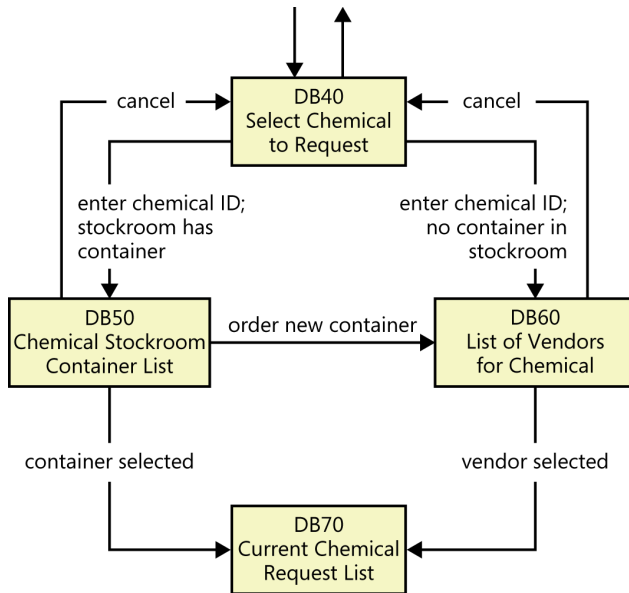 DB40
Select Chemical
to Request
cancel
cancel
enter chemical ID;
stockroom has
container
enter chemical ID;
no container in
stockroom
DB50
Chemical Stockroom
Container List
order new container
DB60
List of Vendors
for Chemical
container selected
vendor selected
DB70
Current Chemical
Request List